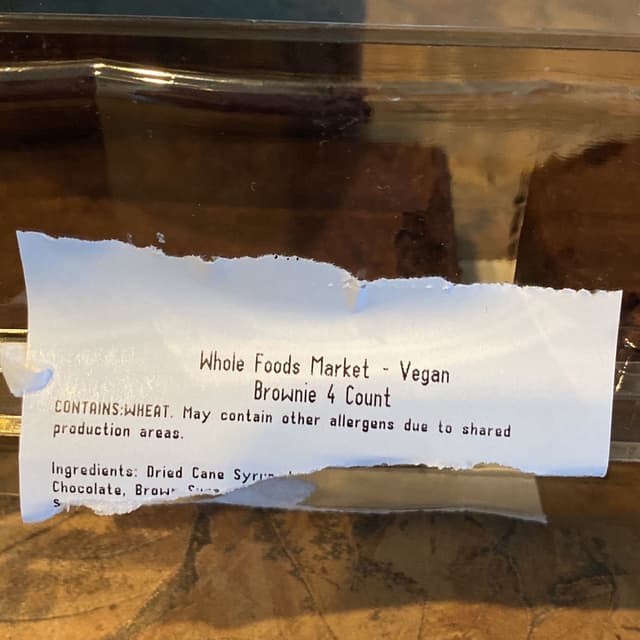 Whole Foods Market - Vegan
Brownie 4 Count
CONTAINS:WHEAT. May contain other allergens due to shared
production areas.
Ingredients: Dried Cane Syrup
Chocolate, Brown